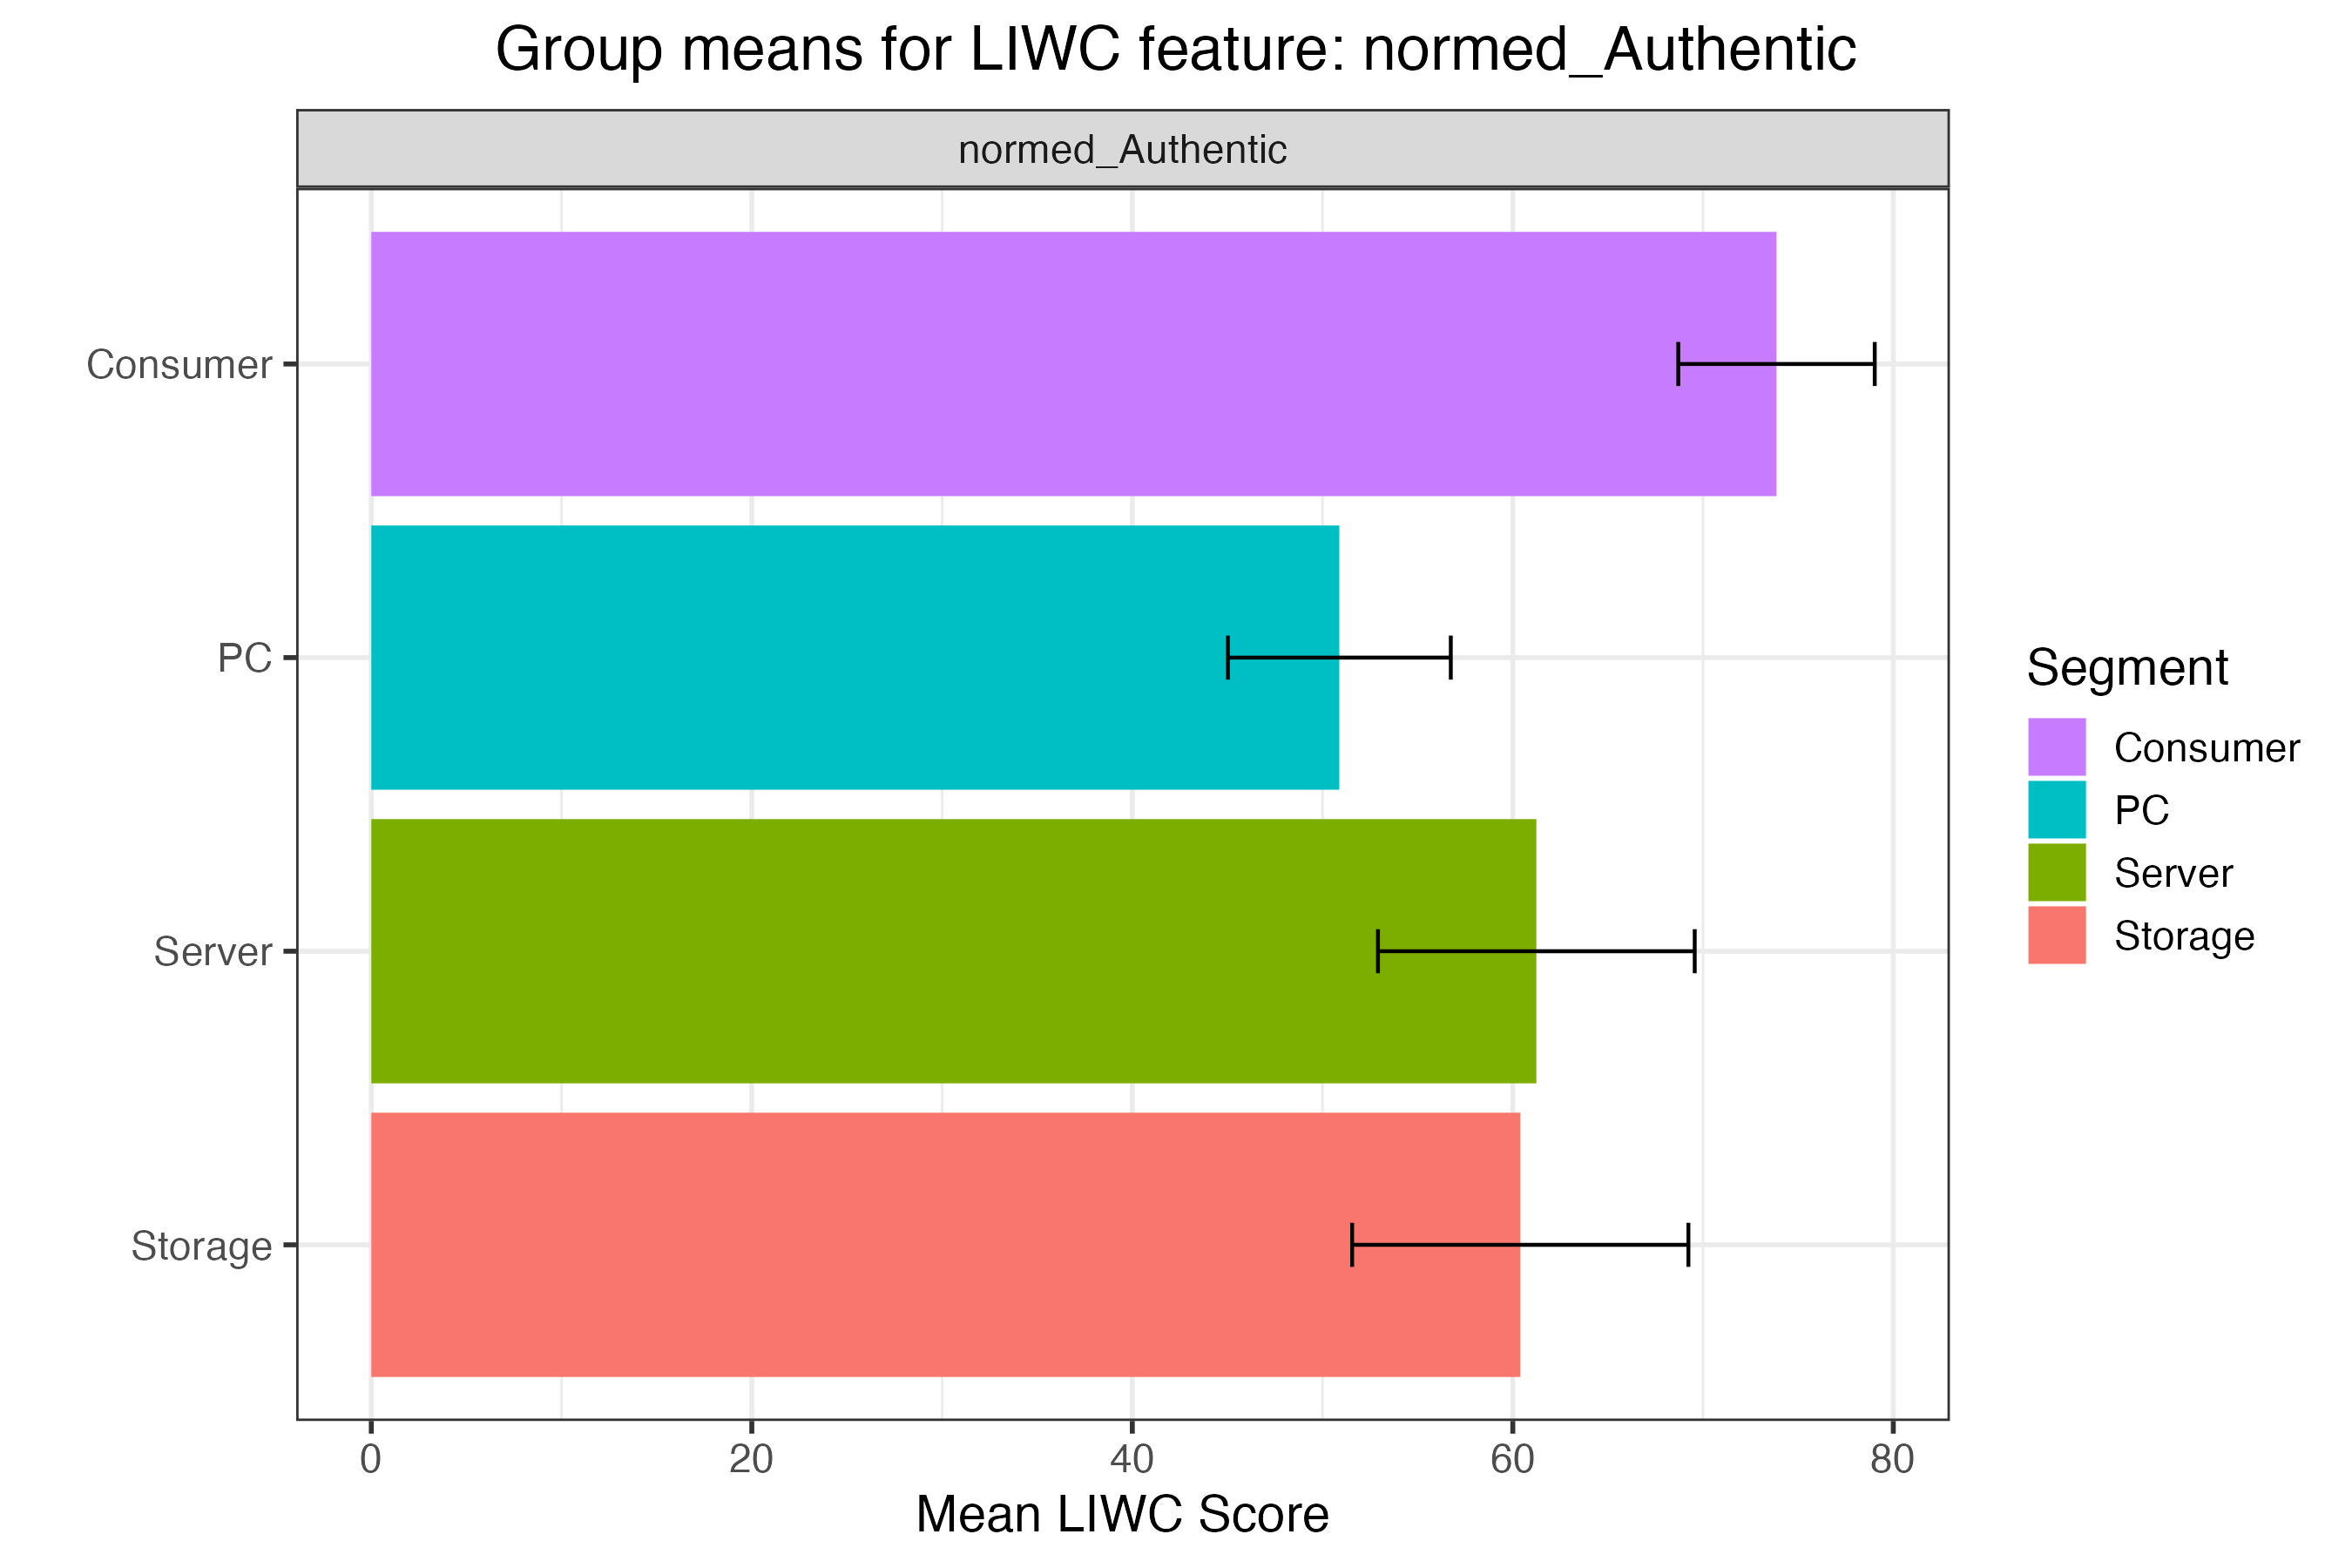 Group means for LIWC feature: normed_Authentic
normed_Authentic
Consumer
PC
Server
Storage
0 20 40 60 80
Mean LIWC Score
Segment
Consumer
PC
Server
Storage